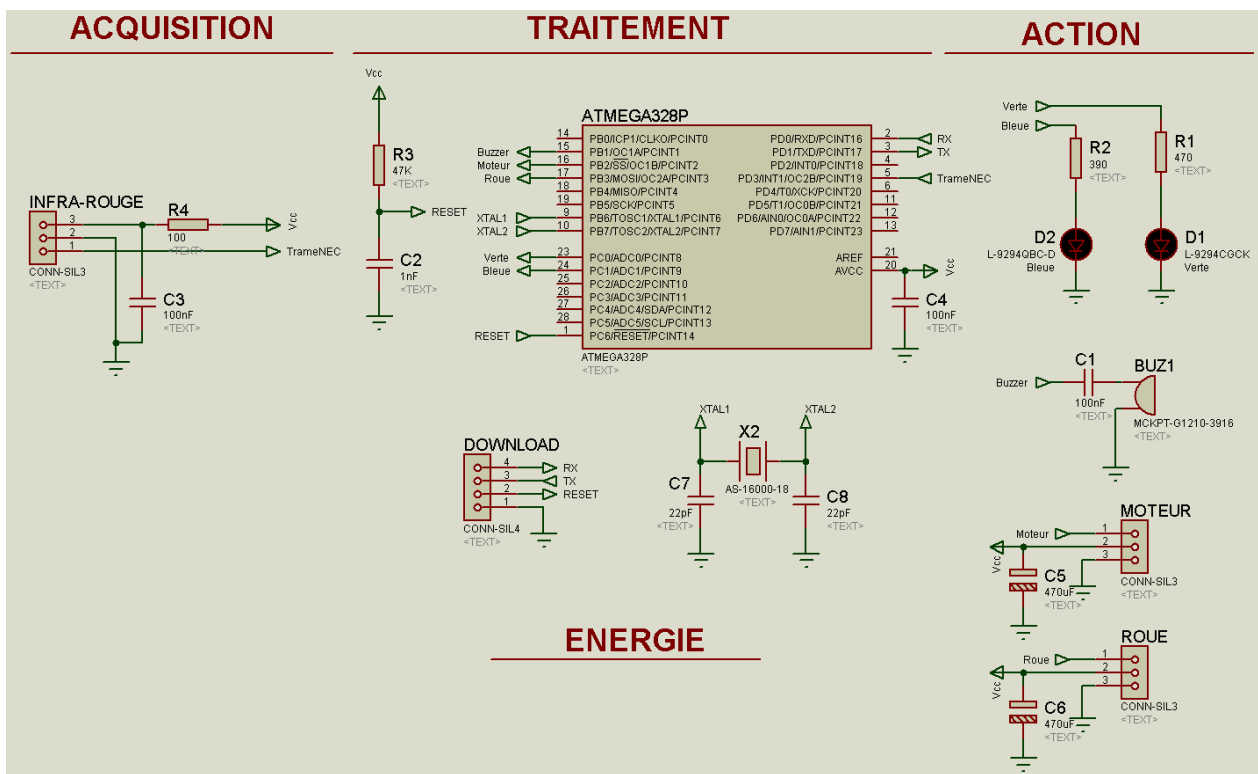 ACQUISITION
TRAITEMENT
ACTION
INFRA-ROUGE
3
2
1
CONN-SIL3
<TEXT>
R4
100
<TEXT>
Vcc
TrameNEC
C3
100nF
<TEXT>
Vcc
R3
47K
<TEXT>
RESET
C2
1nF
<TEXT>
ATMEGA328P
Buzzer
Moteur
Roue
XTAL1
XTAL2
Verte
Bleue
RESET
14 PB0/ICP1/CLKO/PCINT0
15 PB1/OC1A/PCINT1
16 PB2/SS/OC1B/PCINT2
17 PB3/MOSI/OC2A/PCINT3
18 PB4/MISO/PCINT4
19 PB5/SCK/PCINT5
9 PB6/TOSC1/XTAL1/PCINT6
10 PB7/TOSC2/XTAL2/PCINT7
23 PC0/ADC0/PCINT8
24 PC1/ADC1/PCINT9
25 PC2/ADC2/PCINT10
26 PC3/ADC3/PCINT11
27 PC4/ADC4/SDA/PCINT12
28 PC5/ADC5/SCL/PCINT13
1 PC6/RESET/PCINT14
PD0/RXD/PCINT16 2 RX
PD1/TXD/PCINT17 3 TX
PD2/INT0/PCINT18 4
PD3/INT1/OC2B/PCINT19 5 TrameNEC
PD4/T0/XCK/PCINT20 6
PD5/T1/OC0B/PCINT21 11
PD6/AIN0/OC0A/PCINT22 12
PD7/AIN1/PCINT23 13
AREF 21
AVCC 20
Vcc
ATMEGA328P
<TEXT>
C4
100nF
<TEXT>
DOWNLOAD
4 RX
3 TX
2 RESET
1
CONN-SIL4
<TEXT>
XTAL1
XTAL2
X2
AS-16000-18
<TEXT>
C7
22pF
<TEXT>
C8
22pF
<TEXT>
ENERGIE
Verte
Bleue
R2
390
<TEXT>
R1
470
<TEXT>
D2
L-9294QBC-D
Bleue
D1
L-9294CGCK
Verte
Buzzer
C1
100nF
<TEXT>
BUZ1
MCKPT-G1210-3916
<TEXT>
MOTEUR
Moteur
1
2
3
Vcc
CONN-SIL3
<TEXT>
C5
470uF
<TEXT>
ROUE
Roue
1
2
3
Vcc
CONN-SIL3
<TEXT>
C6
470uF
<TEXT>